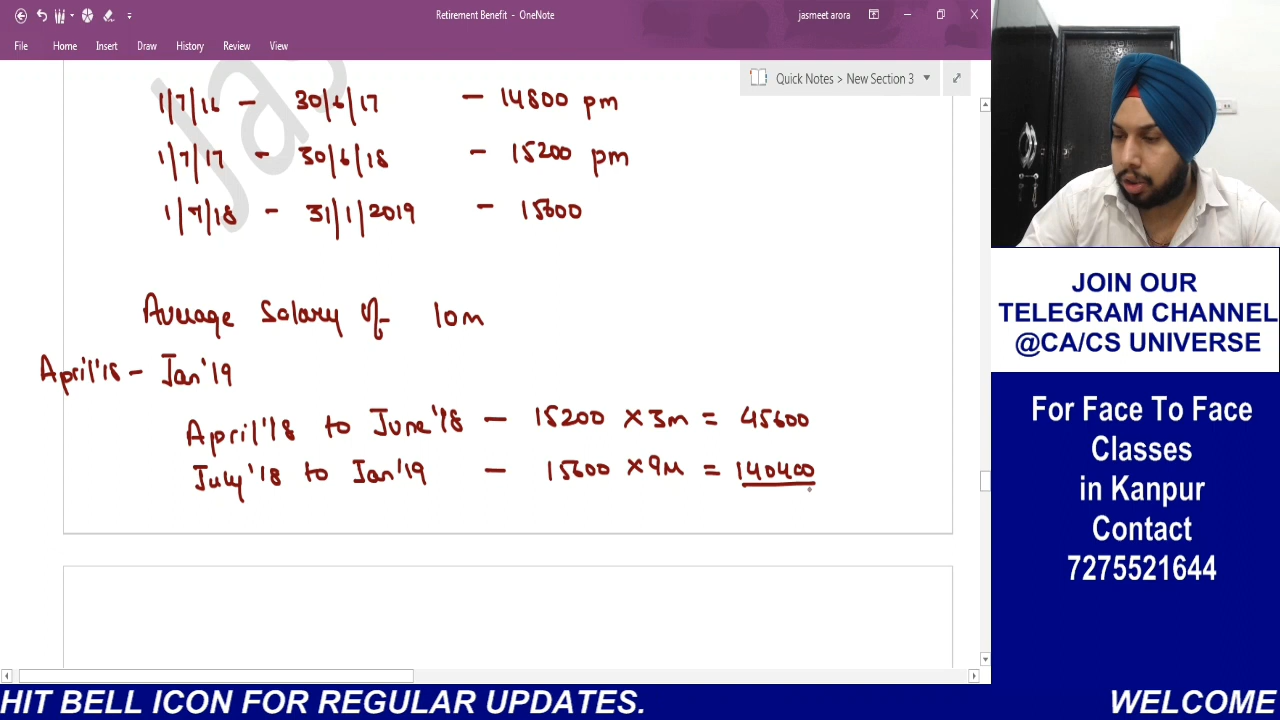 Retirement Benefit - OneNote
jasmeet arora
File Home Insert Draw History Review View
Quick Notes > New Section 3
Jas
1/7/16 - 30/6/17 - 14800 pm
1/7/17 - 30/6/18 - 15200 pm
1/7/18 - 31/1/2019 - 15600
Average Salary of 10m
April'18 - Jan'19
April'18 to June'18 - 15200 × 3m = 45600
July'18 to Jan'19 - 15600 × 9m = 140400
JOIN OUR
TELEGRAM CHANNEL
@CA/CS UNIVERSE
For Face To Face
Classes
in Kanpur
Contact
7275521644
HIT BELL ICON FOR REGULAR UPDATES. WELCOME